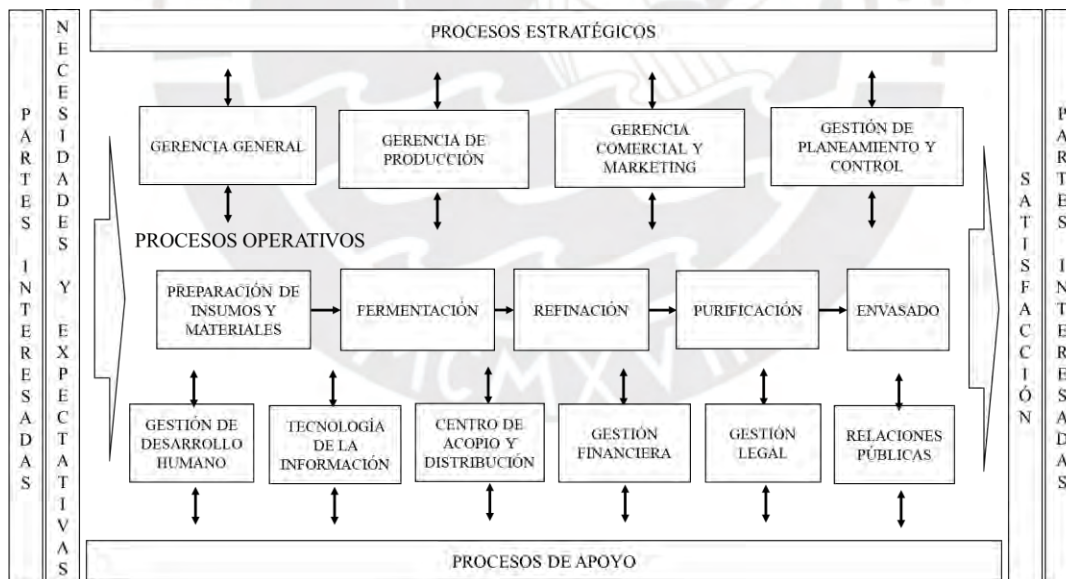 PARTES INTERESADAS
NECESIDADES Y EXPECTATIVAS
PROCESOS ESTRATÉGICOS
GERENCIA GENERAL
GERENCIA DE
PRODUCCIÓN
GERENCIA
COMERCIAL Y
MARKETING
GESTIÓN DE
PLANEAMIENTO Y
CONTROL
PROCESOS OPERATIVOS
PREPARACIÓN DE
INSUMOS Y
MATERIALES
FERMENTACIÓN
REFINACIÓN
PURIFICACIÓN
ENVASADO
GESTIÓN DE
DESARROLLO
HUMANO
TECNOLOGÍA
DE LA
INFORMACIÓN
CENTRO DE
ACOPIO Y
DISTRIBUCIÓN
GESTIÓN
FINANCIERA
GESTIÓN
LEGAL
RELACIONES
PÚBLICAS
PROCESOS DE APOYO
SATISFACCIÓN
PARTES INTERESADAS
MCMXVII